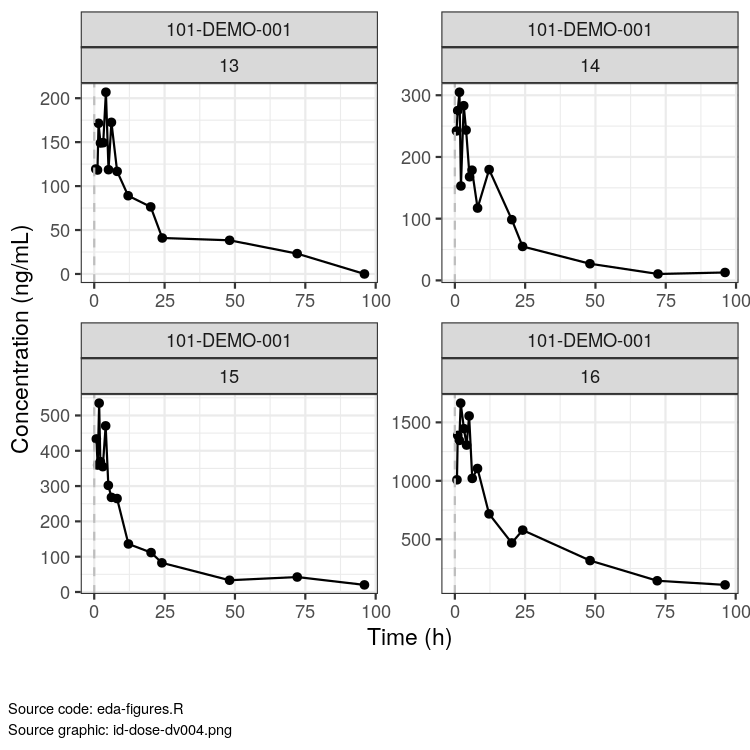 101-DEMO-001 101-DEMO-001
13 14
200 300
150 200
100 100
50
0 0
0 25 50 75 100 0 25 50 75 100
Concentration (ng/mL)
101-DEMO-001 101-DEMO-001
15 16
500 1500
400
300 1000
200
100 500
0
0 25 50 75 100 0 25 50 75 100
Time (h)
Source code: eda-figures.R
Source graphic: id-dose-dv004.png